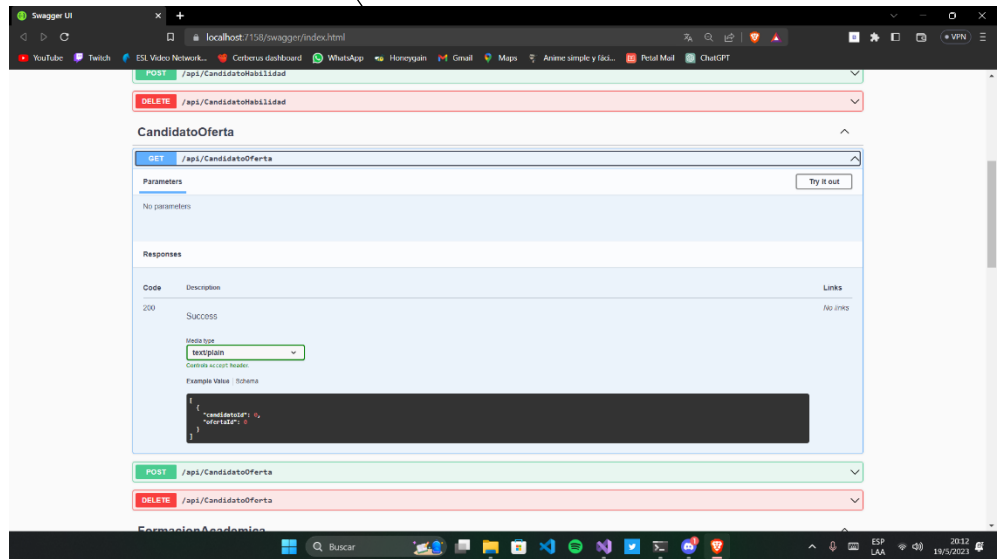 Swagger UI
localhost:7158/swagger/index.html
VPN
YouTube Twitch ESL Video Network... Cerberus dashboard WhatsApp Honeygain Gmail Maps Anime simple y fáci... Petal Mail ChatGPT
POST /api/CandidatoHabilidad
DELETE /api/CandidatoHabilidad
CandidatoOferta
GET /api/CandidatoOferta
Parameters
Try it out
No parameters
Responses
Code Description Links
200 Success No links
Media type
text/plain
Controls accept header.
Example Value Schema
[
{
"candidatoId": 0,
"ofertaId": 0
}
]
POST /api/CandidatoOferta
DELETE /api/CandidatoOferta
FormacionAcademica
Buscar
ESP
LAA
20:12
19/5/2023